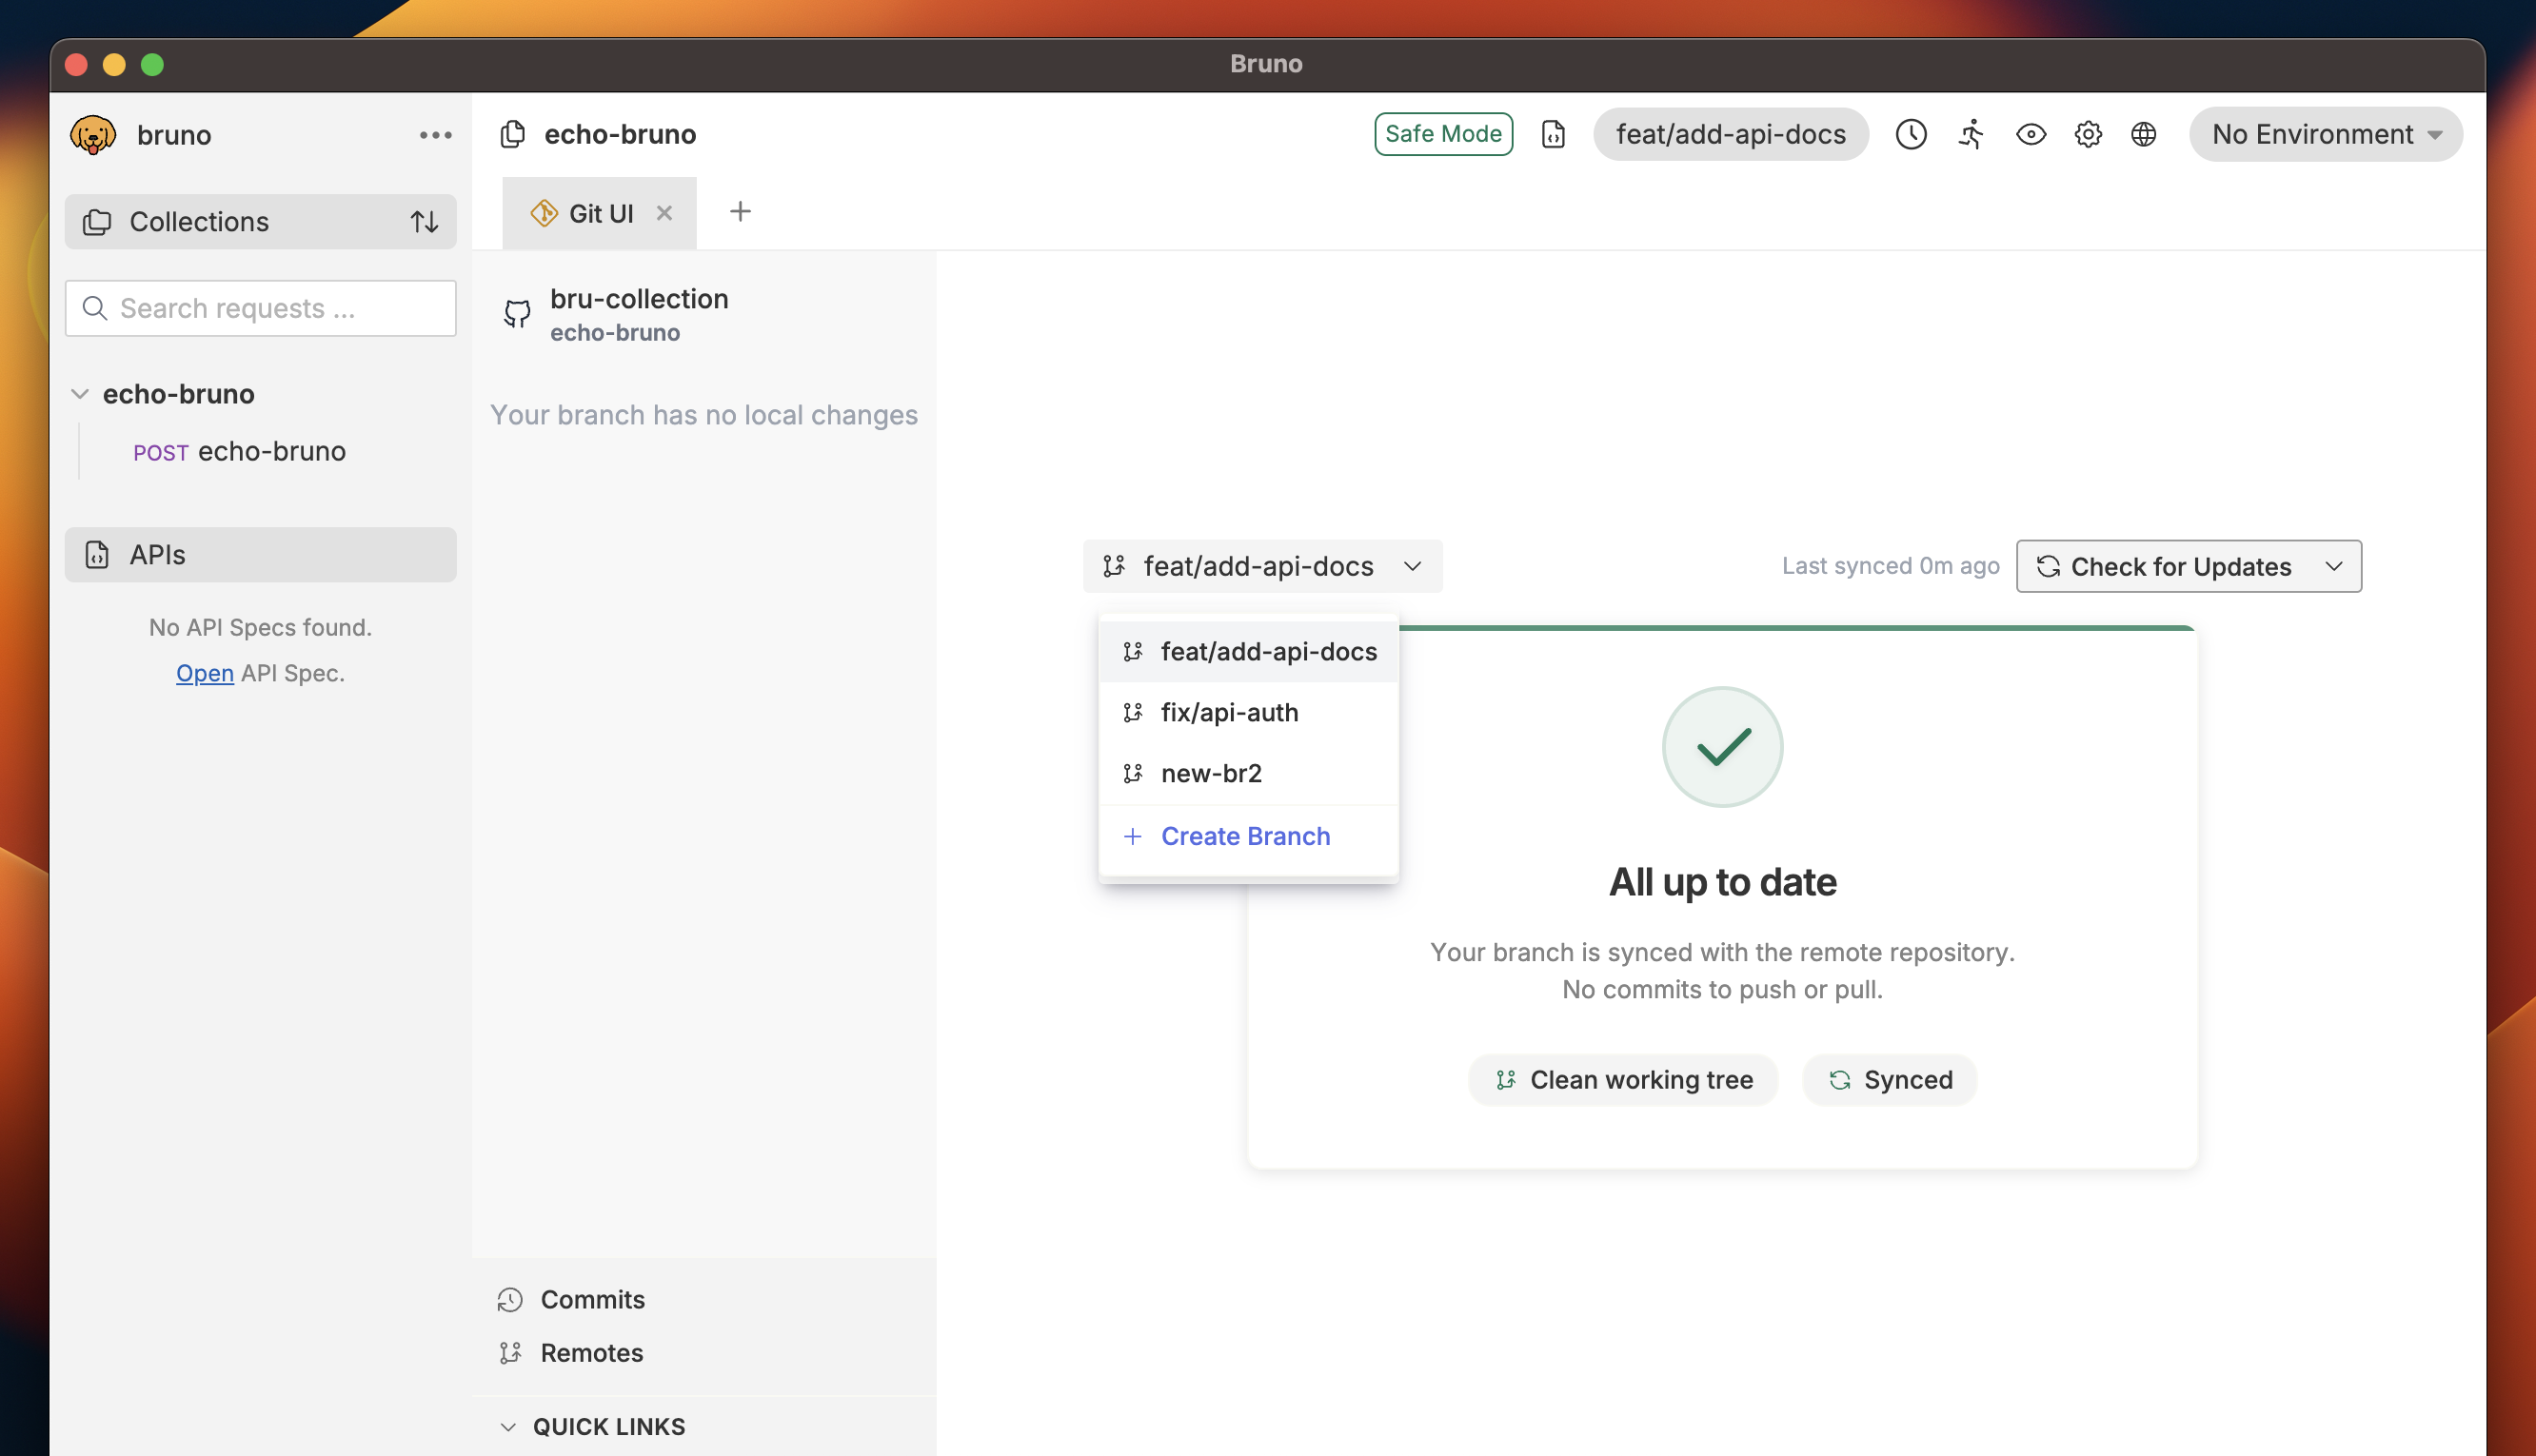 Bruno
bruno
echo-bruno
Safe Mode
feat/add-api-docs
No Environment
Collections
Git UI
Search requests ...
echo-bruno
POST echo-bruno
APIs
No API Specs found.
Open API Spec.
bru-collection
echo-bruno
Your branch has no local changes
Commits
Remotes
QUICK LINKS
feat/add-api-docs
Last synced 0m ago
Check for Updates
feat/add-api-docs
fix/api-auth
new-br2
Create Branch
All up to date
Your branch is synced with the remote repository.
No commits to push or pull.
Clean working tree
Synced